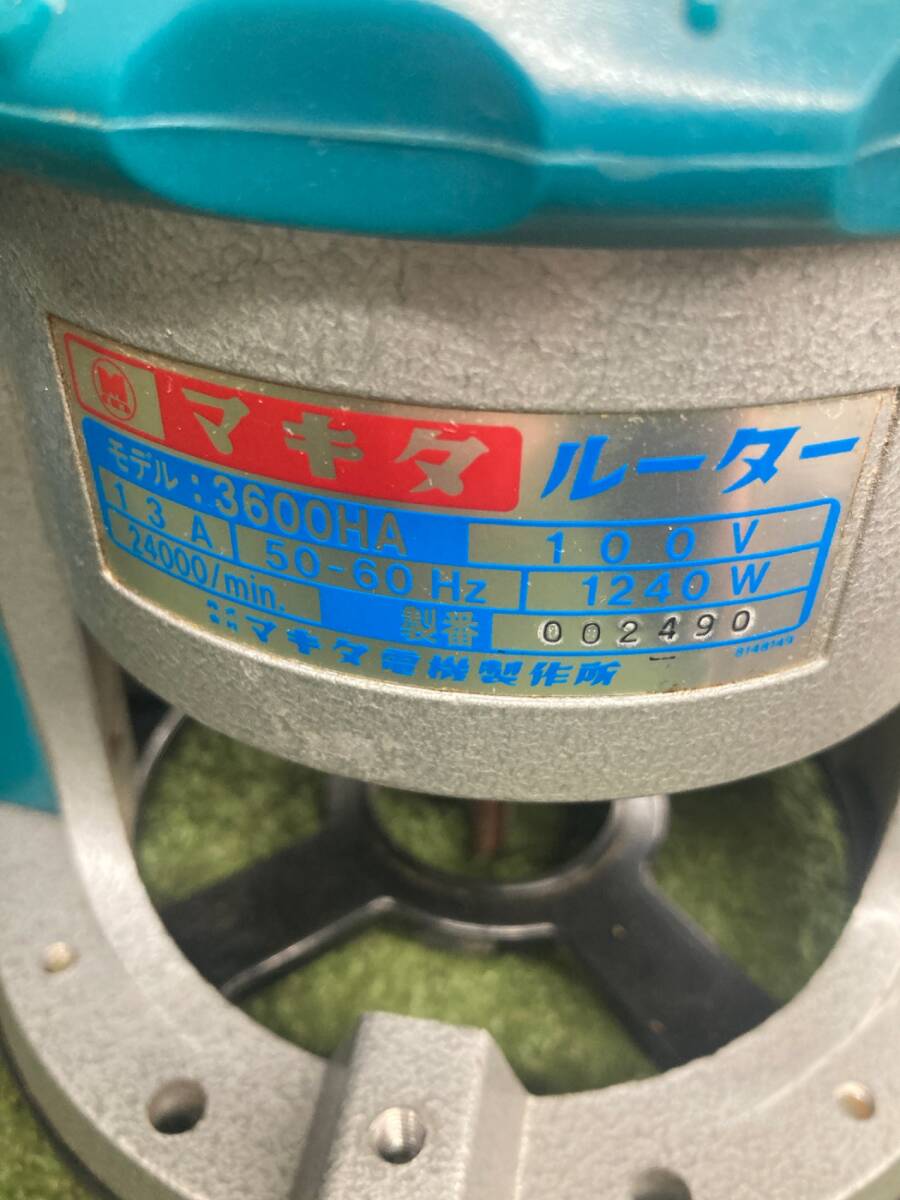 M マキタ ルーター
モデル:3600HA 100V
13A 50-60Hz 1240W
24000/min. 製番 002490
マキタ電機製作所 8148149